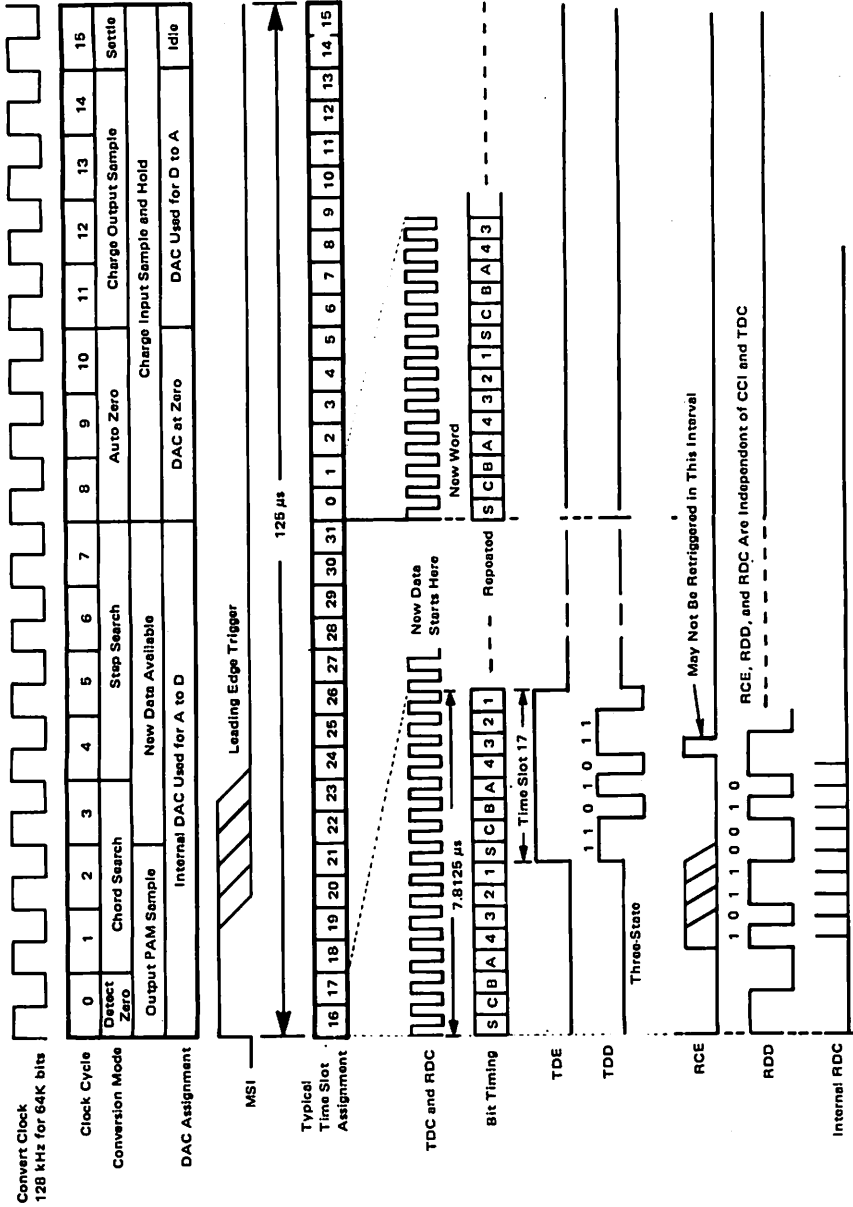 Convert Clock
128 kHz for 64K bits
Clock Cycle
0 1 2 3 4 5 6 7 8 9 10 11 12 13 14 15
Conversion Mode
Detect Zero
Chord Search
Step Search
Auto Zero
Charge Output Sample
Settle
Output PAM Sample
New Data Available
Charge Input Sample and Hold
DAC Assignment
Internal DAC Used for A to D
DAC at Zero
DAC Used for D to A
Idle
MSI
Leading Edge Trigger
125 µs
Typical
Time Slot
Assignment
16 17 18 19 20 21 22 23 24 25 26 27 28 29 30 31 0 1 2 3 4 5 6 7 8 9 10 11 12 13 14 15
TDC and RDC
New Data
Starts Here
New Word
7.8125 µs
Bit Timing
S C B A 4 3 2 1 S C B A 4 3 2 1
Repeated
S C B A 4 3 2 1 S C B A 4 3
TDE
Time Slot 17
TDD
Three-State
1 1 0 1 0 1 0 1 1
RCE
May Not Be Retriggered in This Interval
RDD
1 0 1 1 0 0 1 0
RCE, RDD, and RDC Are Independent of CCI and TDC
Internal RDC